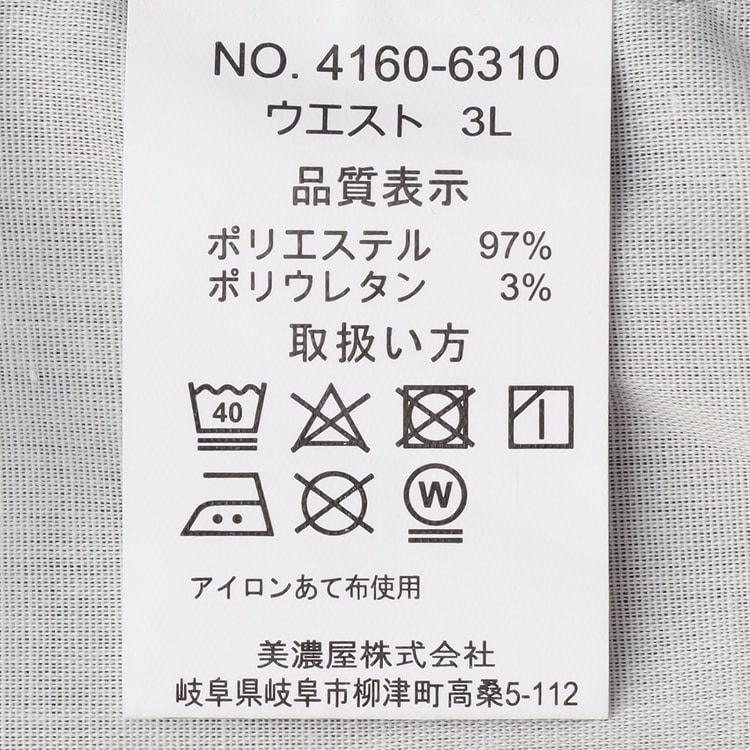 NO. 4160-6310
ウエスト 3L
品質表示
ポリエステル 97%
ポリウレタン 3%
取扱い方
40
W
アイロンあて布使用
美濃屋株式会社
岐阜県岐阜市柳津町高桑5-112